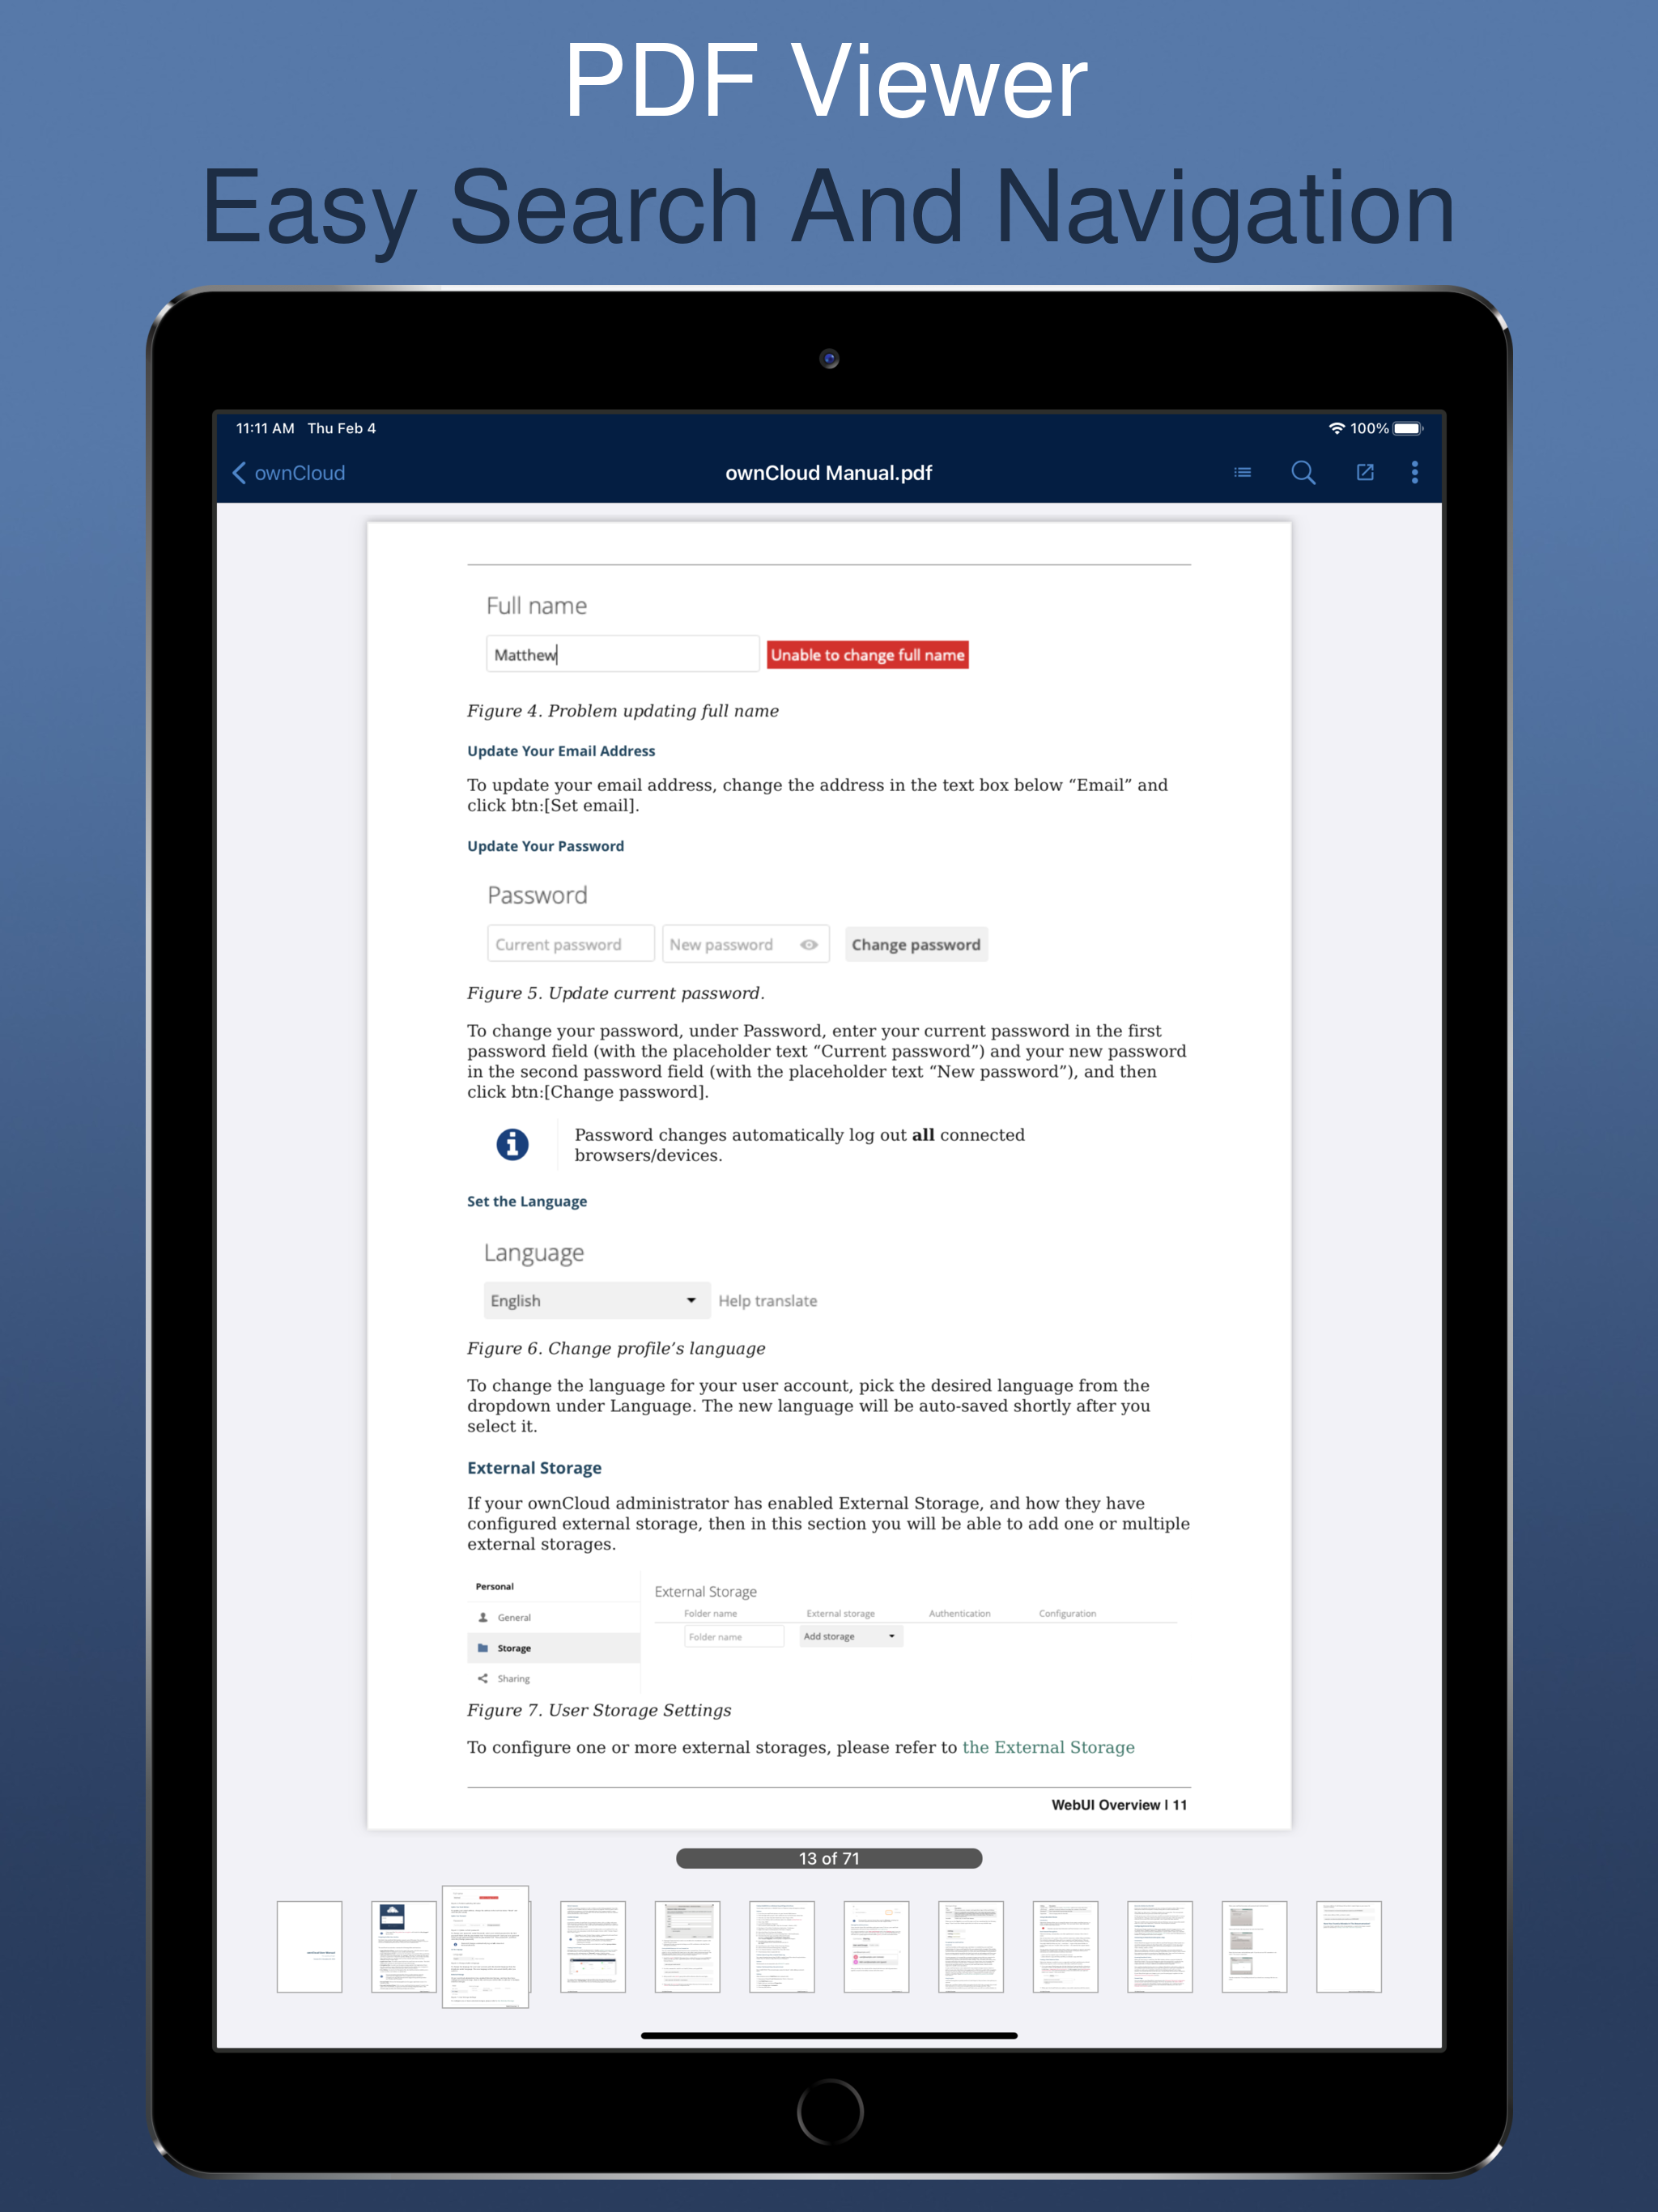 PDF Viewer
Easy Search And Navigation
11:11 AM Thu Feb 4
100%
ownCloud
ownCloud Manual.pdf
Full name
Matthew
Unable to change full name
Figure 4. Problem updating full name
Update Your Email Address
To update your email address, change the address in the text box below “Email” and
click btn:[Set email].
Update Your Password
Password
Current password
New password
Change password
Figure 5. Update current password.
To change your password, under Password, enter your current password in the first
password field (with the placeholder text “Current password”) and your new password
in the second password field (with the placeholder text “New password”), and then
click btn:[Change password].
Password changes automatically log out all connected
browsers/devices.
Set the Language
Language
English
Help translate
Figure 6. Change profile’s language
To change the language for your user account, pick the desired language from the
dropdown under Language. The new language will be auto-saved shortly after you
select it.
External Storage
If your ownCloud administrator has enabled External Storage, and how they have
configured external storage, then in this section you will be able to add one or multiple
external storages.
Personal
General
Storage
Sharing
External Storage
Folder name External storage Authentication Configuration
Folder name
Add storage
Figure 7. User Storage Settings
To configure one or more external storages, please refer to the External Storage
WebUI Overview | 11
13 of 71